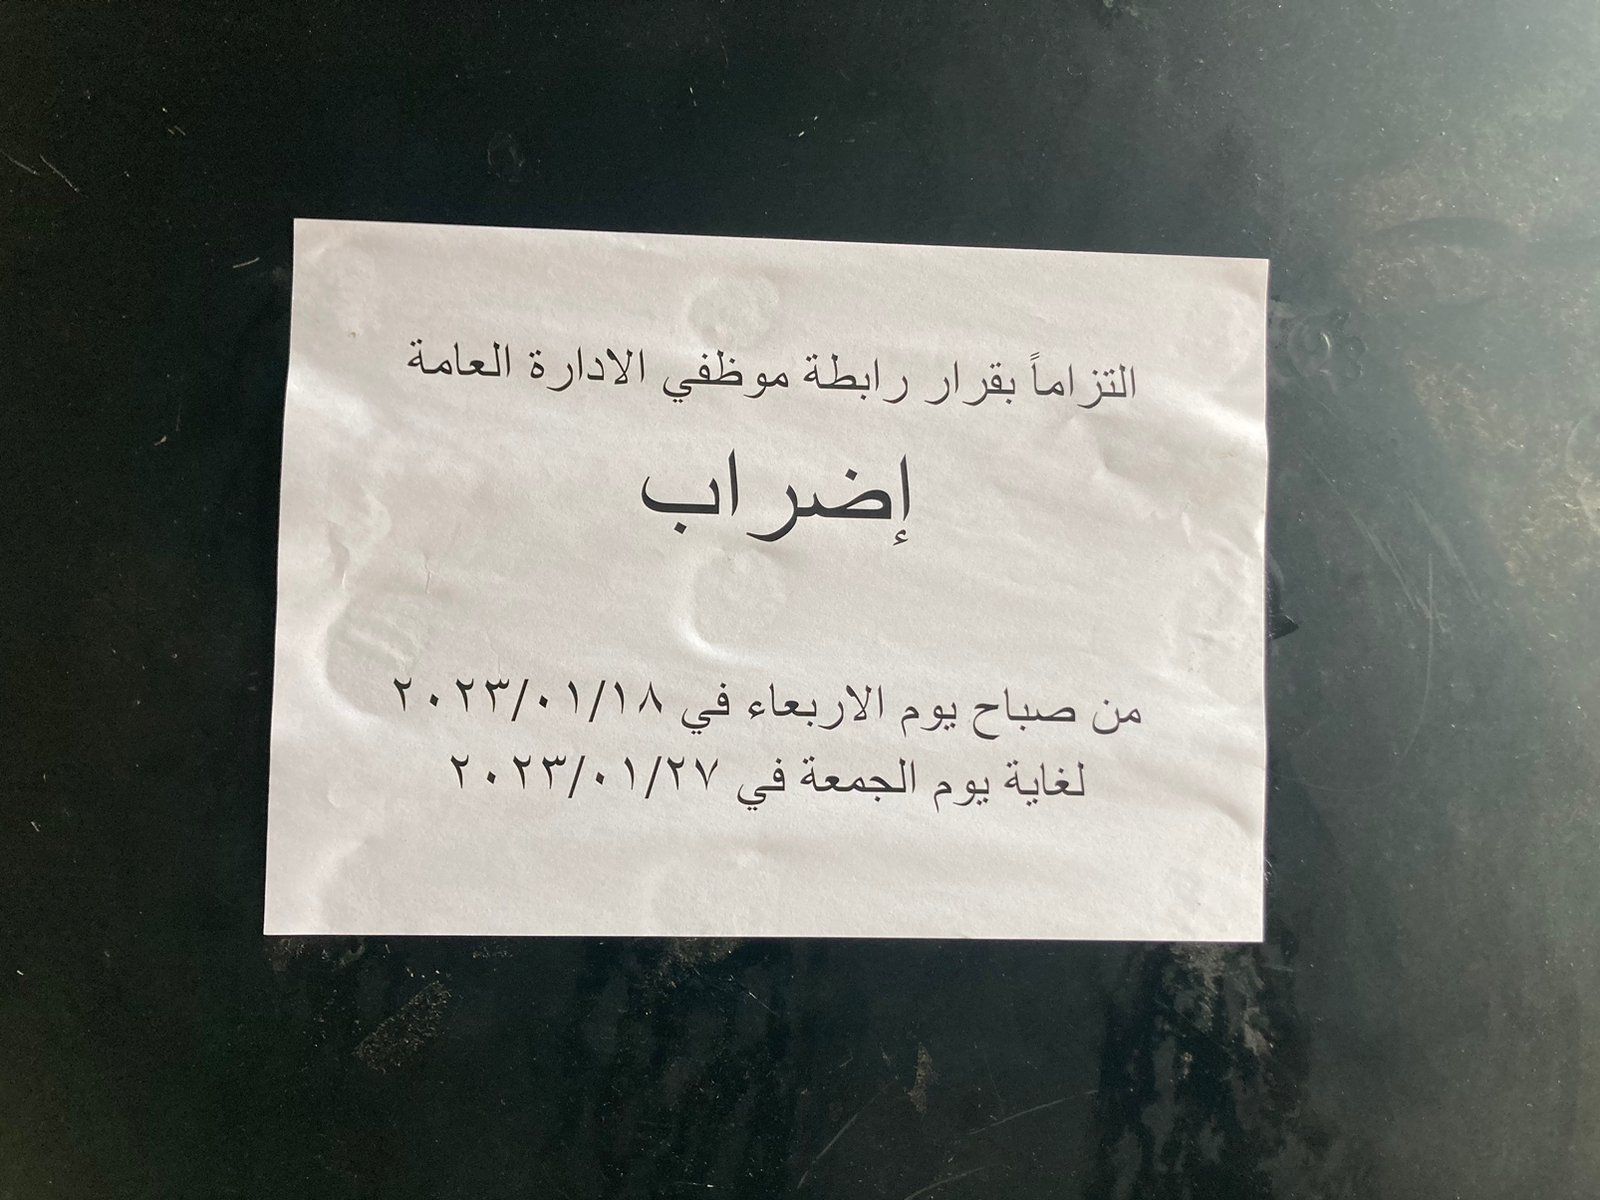 التزاماً بقرار رابطة موظفي الادارة العامة
إضراب
من صباح يوم الاربعاء في ٢٠٢٣/٠١/١٨
لغاية يوم الجمعة في ٢٠٢٣/٠١/٢٧